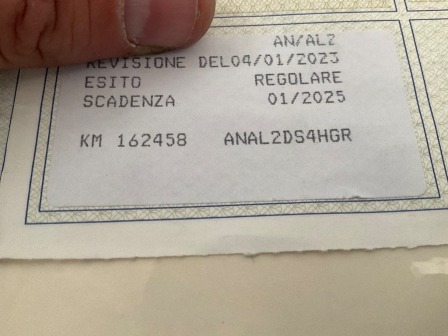 AN/AL2
REVISIONE DEL04/01/2023
ESITO REGOLARE
SCADENZA 01/2025
KM 162458 ANAL2DS4HGR